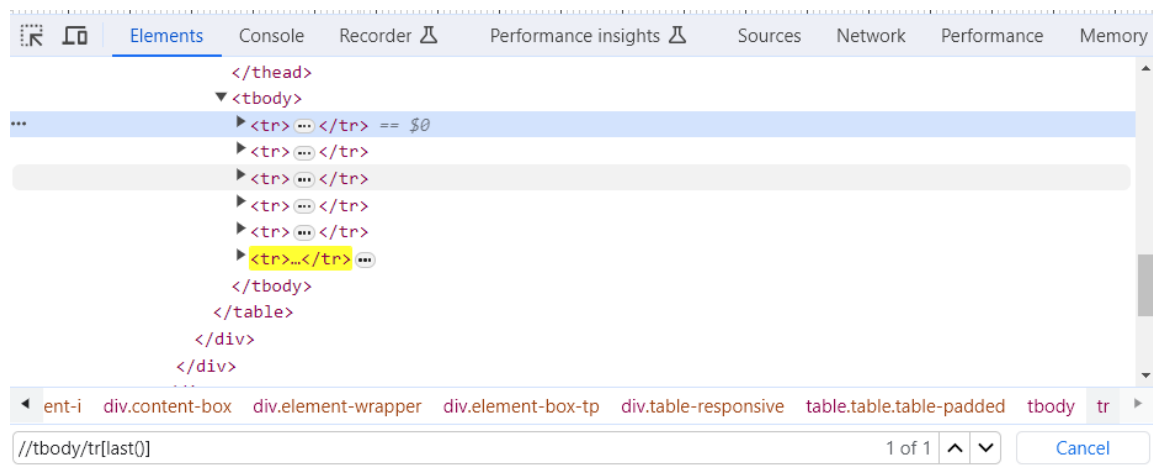 Elements Console Recorder Performance insights Sources Network Performance Memory
</thead>
▼<tbody>
••• ▶<tr>•••</tr> == $0
▶<tr>•••</tr>
▶<tr>•••</tr>
▶<tr>•••</tr>
▶<tr>•••</tr>
▶<tr>…</tr>•••
</tbody>
</table>
</div>
</div>
ent-i div.content-box div.element-wrapper div.element-box-tp div.table-responsive table.table.table-padded tbody tr
//tbody/tr[last()] 1 of 1 Cancel